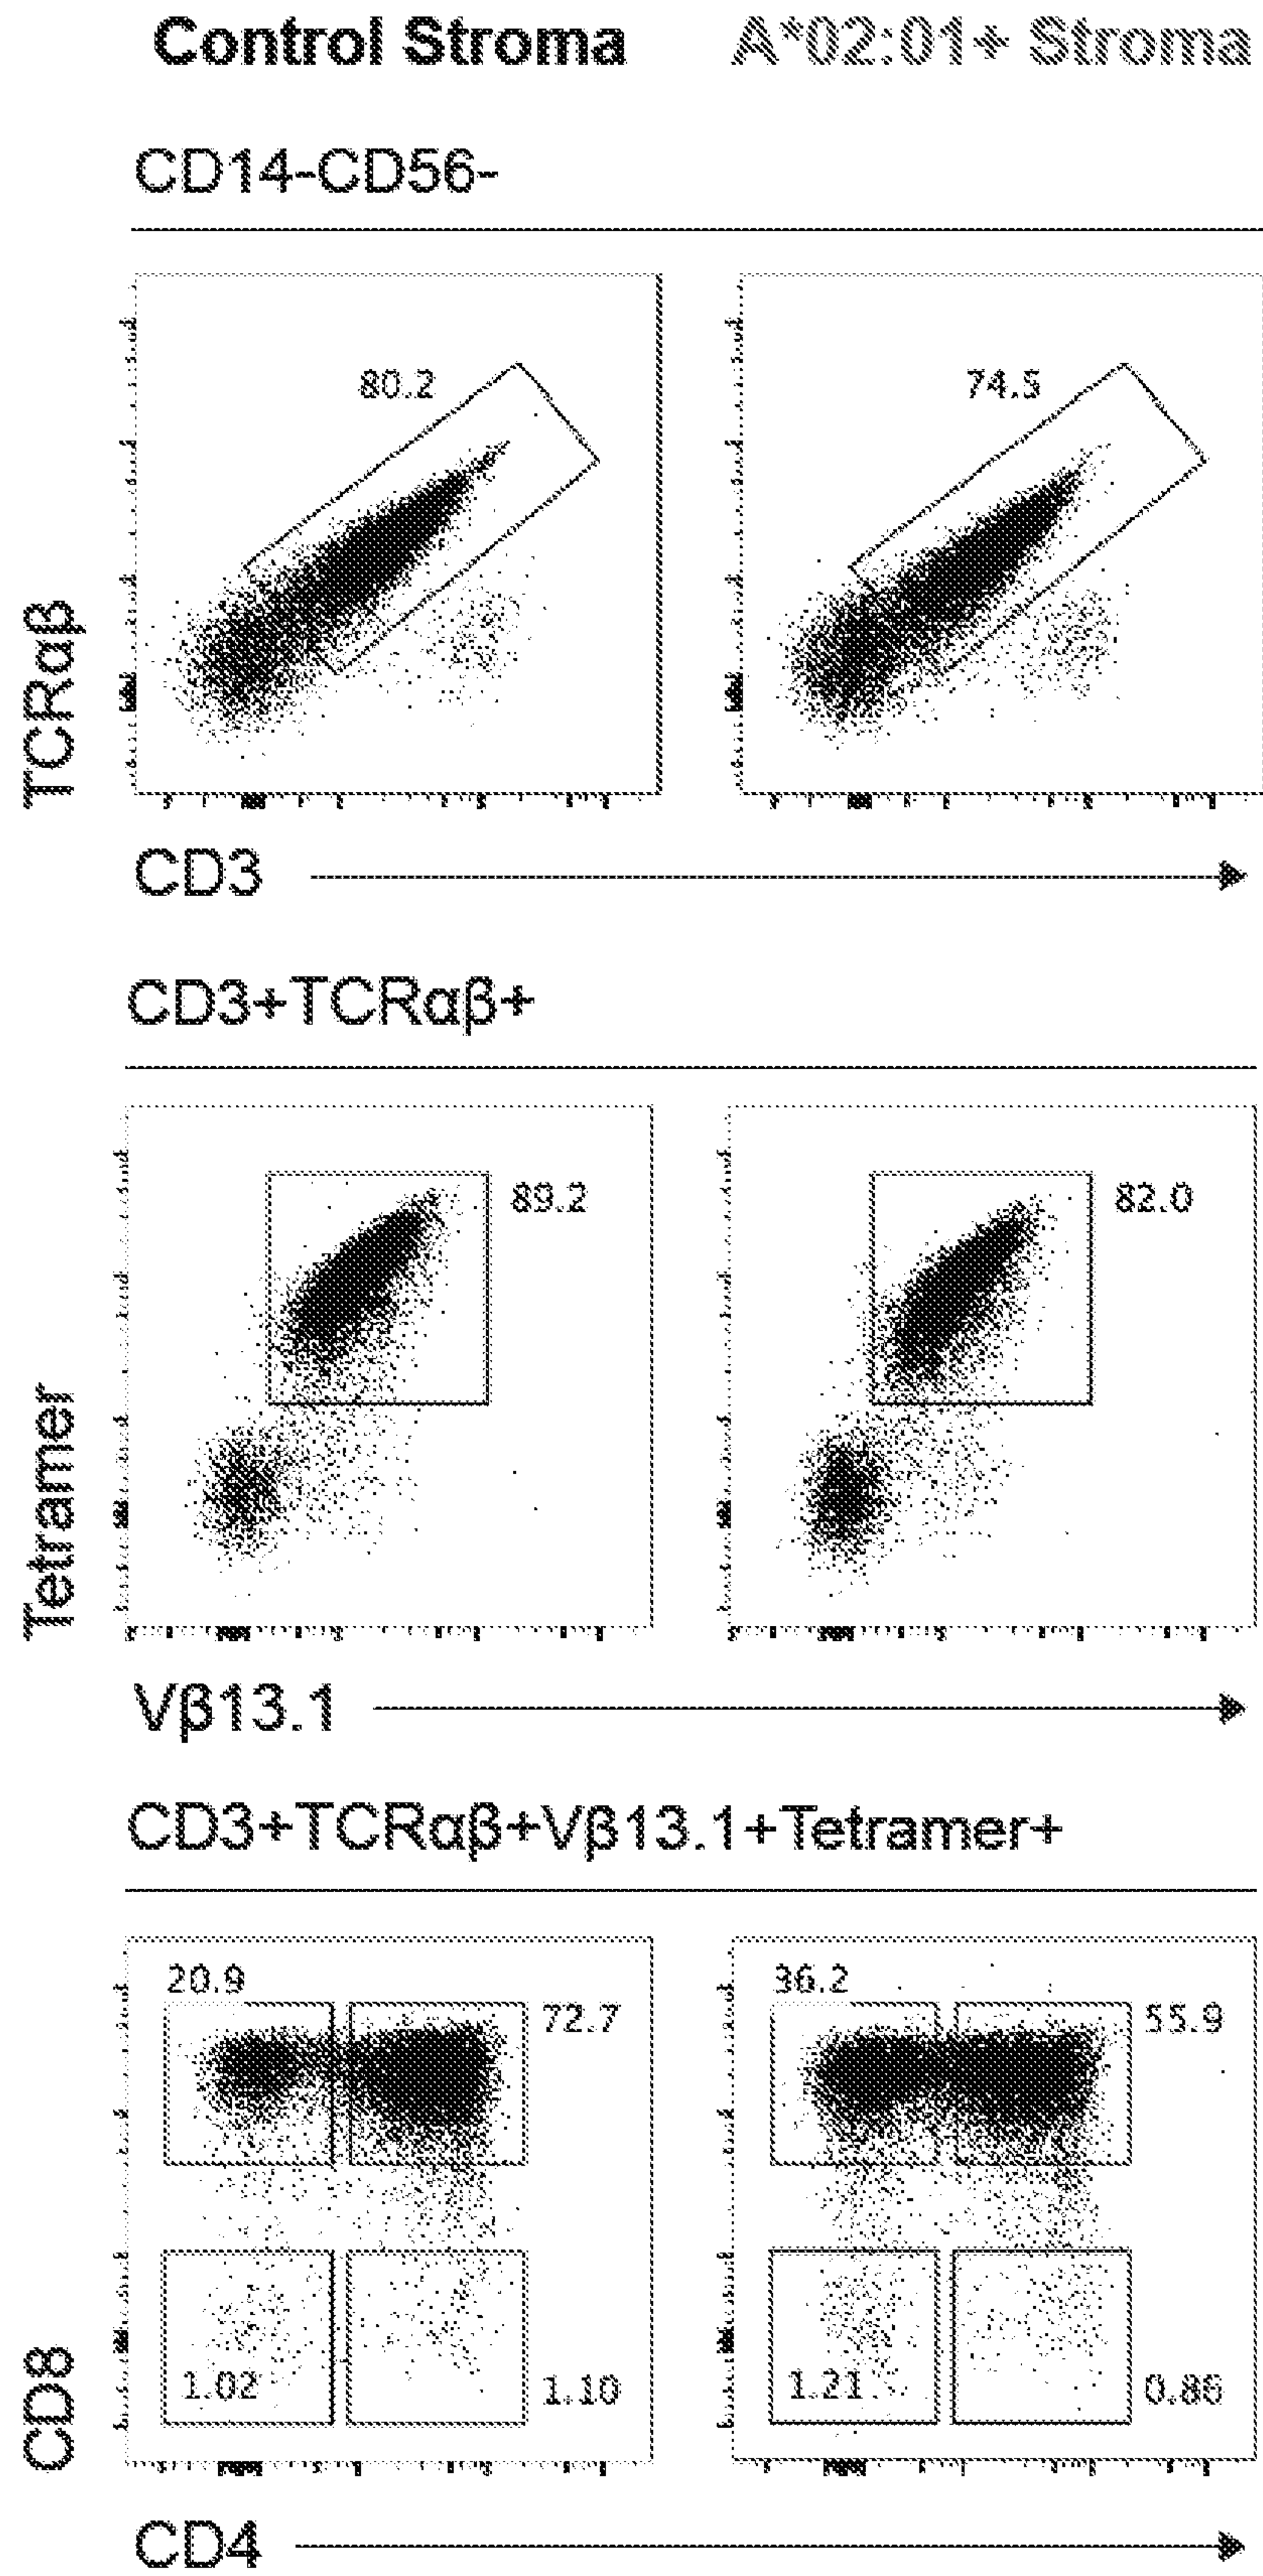 Control Stroma A*02:01+ Stroma
CD14-CD56-
80.2 74.5
TCRαβ
CD3
CD3+TCRαβ+
89.2 82.0
Tetramer
Vβ13.1
CD3+TCRαβ+Vβ13.1+Tetramer+
20.9 36.2
72.7 55.9
1.02 1.10 1.21 0.86
CD8
CD4